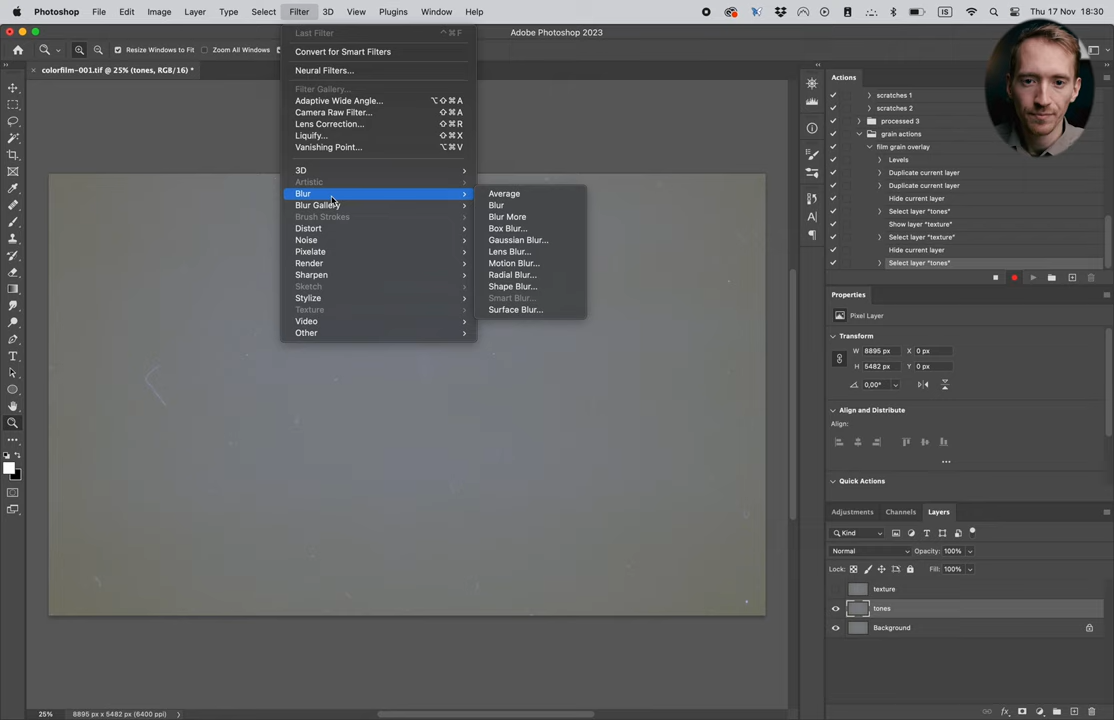 Photoshop File Edit Image Layer Type Select Filter 3D View Plugins Window Help
IS Thu 17 Nov 18:30
Adobe Photoshop 2023
Resize Windows to Fit Zoom All Windows
colorfilm-001.tif @ 25% (tones, RGB/16) *
Last Filter ^⌘F
Convert for Smart Filters
Neural Filters...
Filter Gallery...
Adaptive Wide Angle... ⌥⇧⌘A
Camera Raw Filter... ⇧⌘A
Lens Correction... ⇧⌘R
Liquify... ⇧⌘X
Vanishing Point... ⌥⌘V
3D
Artistic
Blur
Blur Gallery
Brush Strokes
Distort
Noise
Pixelate
Render
Sharpen
Sketch
Stylize
Texture
Video
Other
Average
Blur
Blur More
Box Blur...
Gaussian Blur...
Lens Blur...
Motion Blur...
Radial Blur...
Shape Blur...
Smart Blur...
Surface Blur...
Actions
scratches 1
scratches 2
processed 3
grain actions
film grain overlay
Levels
Duplicate current layer
Duplicate current layer
Hide current layer
Select layer "tones"
Show layer "texture"
Select layer "texture"
Hide current layer
Select layer "tones"
Properties
Pixel Layer
Transform
W 8895 px X 0 px
H 5482 px Y 0 px
0,00°
Align and Distribute
Align:
Quick Actions
Adjustments Channels Layers
Kind
Normal Opacity: 100%
Lock: Fill: 100%
texture
tones
Background
25% 8895 px x 5482 px (6400 ppi)